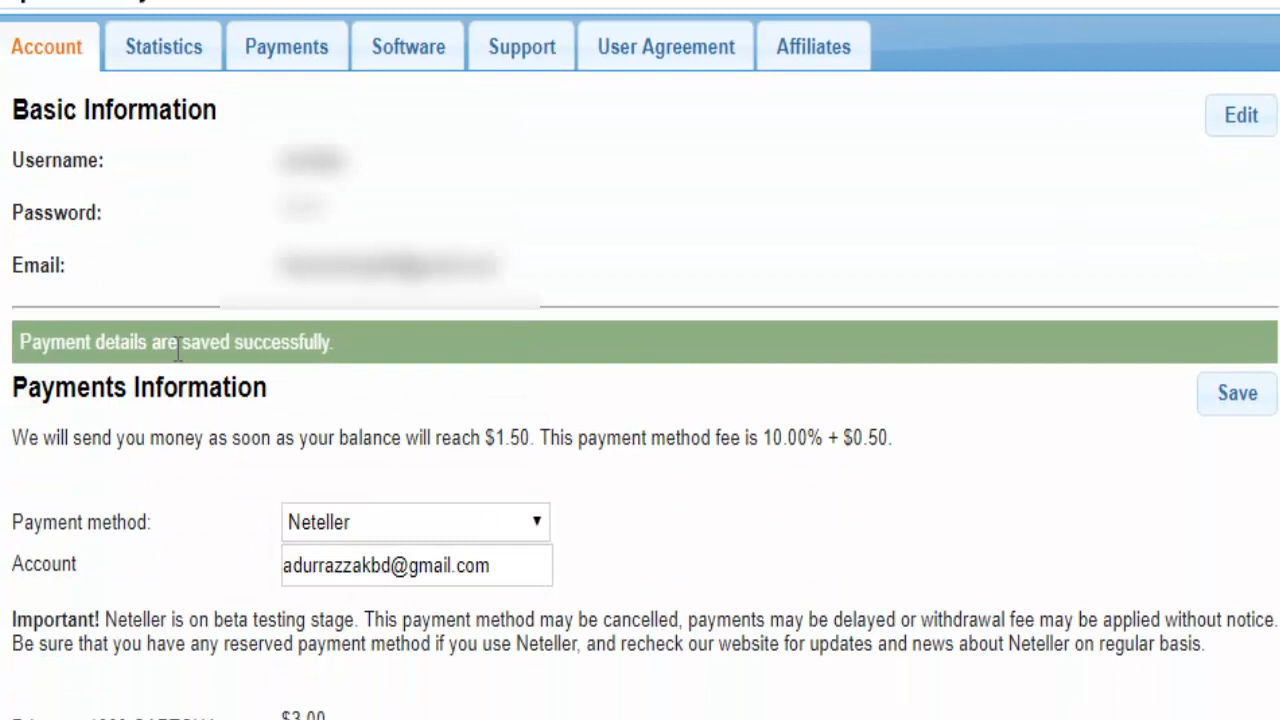 Account Statistics Payments Software Support User Agreement Affiliates
Basic Information
Edit
Username:
Password:
Email:
Payment details are saved successfully.
Payments Information
Save
We will send you money as soon as your balance will reach $1.50. This payment method fee is 10.00% + $0.50.
Payment method:
Neteller
Account
adurrazzakbd@gmail.com
Important! Neteller is on beta testing stage. This payment method may be cancelled, payments may be delayed or withdrawal fee may be applied without notice.
Be sure that you have any reserved payment method if you use Neteller, and recheck our website for updates and news about Neteller on regular basis.
$3.00